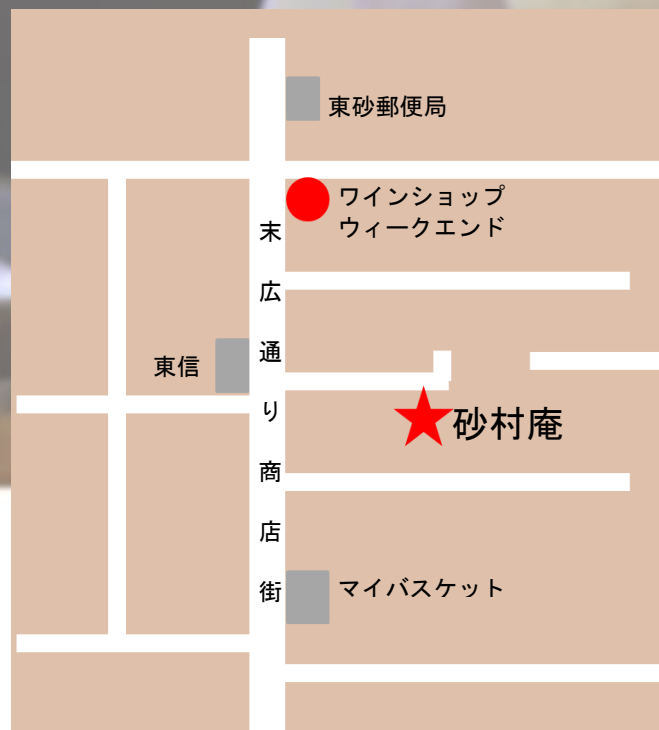 東砂郵便局
ワインショップ
ウィークエンド
末広通り商店街
東信
砂村庵
マイバスケット